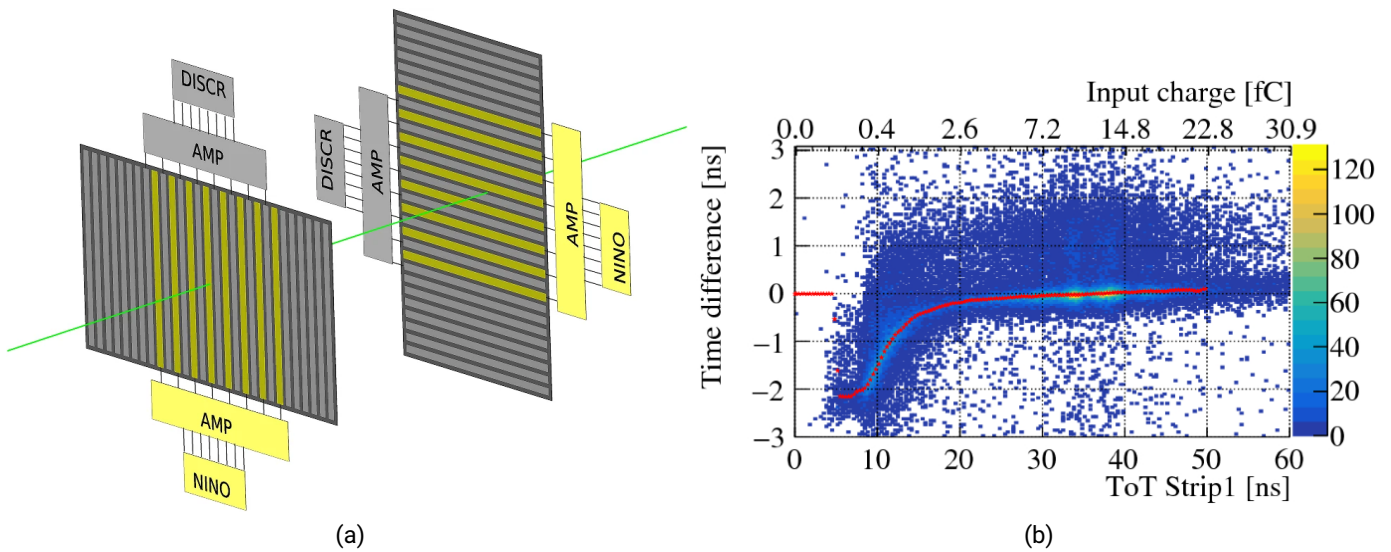 DISCR
AMP
AMP
NINO
DISCR
AMP
AMP
NINO
(a)
Input charge [fC]
0.0 0.4 2.6 7.2 14.8 22.8 30.9
Time difference [ns]
3
2
1
0
−1
−2
−3
0 10 20 30 40 50 60
ToT Strip1 [ns]
120
100
80
60
40
20
0
(b)